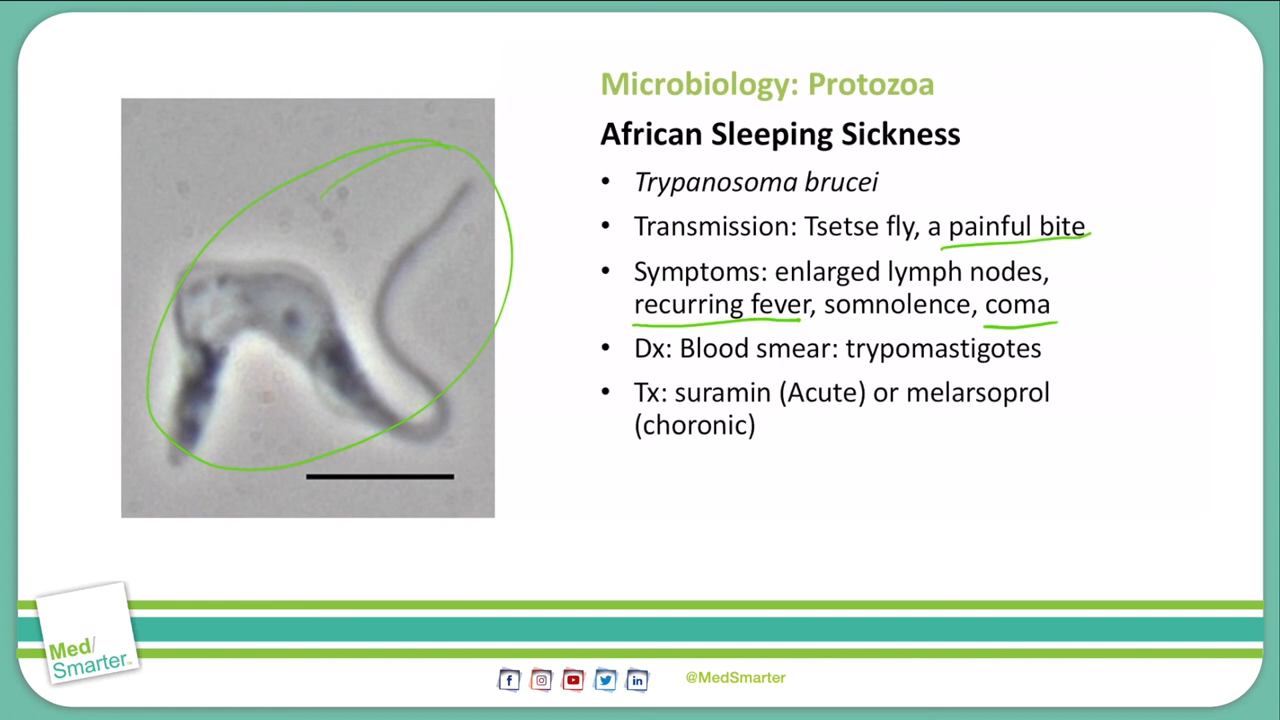 Microbiology: Protozoa
African Sleeping Sickness
• Trypanosoma brucei
• Transmission: Tsetse fly, a painful bite
• Symptoms: enlarged lymph nodes,
recurring fever, somnolence, coma
• Dx: Blood smear: trypomastigotes
• Tx: suramin (Acute) or melarsoprol
(choronic)
Med/
Smarter™
@MedSmarter